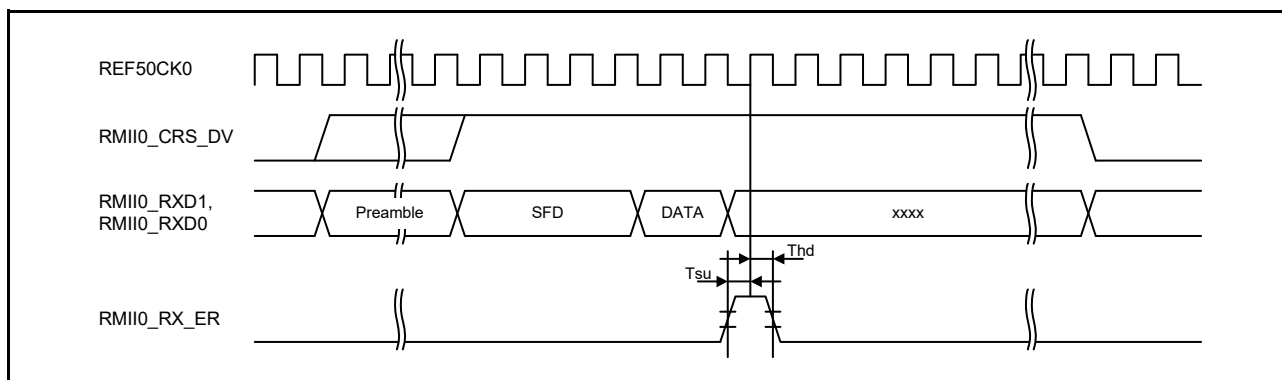 REF50CK0
RMII0_CRS_DV
RMII0_RXD1,
RMII0_RXD0
Preamble
SFD
DATA
xxxx
Thd
Tsu
RMII0_RX_ER